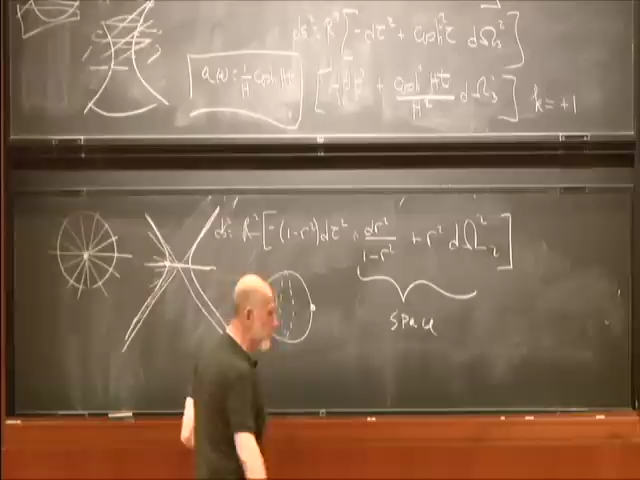 ds² = R²[-dτ² + cosh²τ dΩ₃²]
a(t) = 1/H cosh Ht
[-dt² + cosh² Ht/H² dΩ₃²] k = +1
ds² = R²[-(1-r²)dτ² + dr²/1-r² + r² dΩ₂²]
space